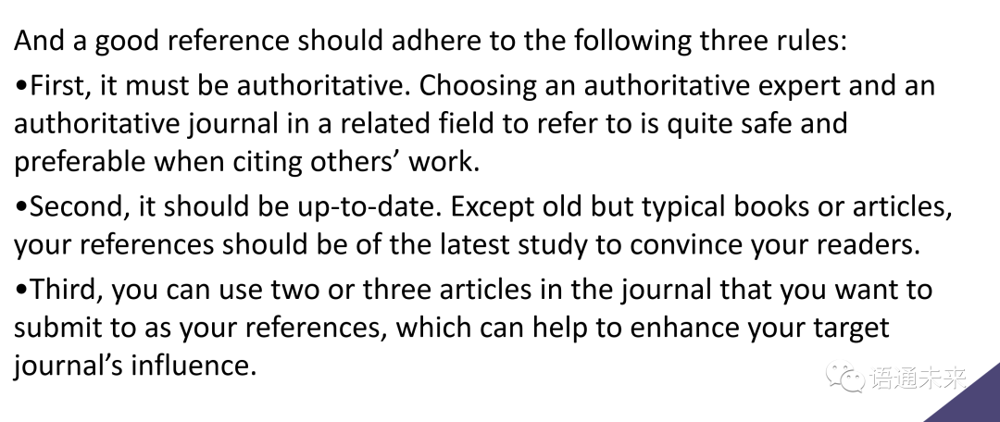 And a good reference should adhere to the following three rules:
•First, it must be authoritative. Choosing an authoritative expert and an
authoritative journal in a related field to refer to is quite safe and
preferable when citing others’ work.
•Second, it should be up-to-date. Except old but typical books or articles,
your references should be of the latest study to convince your readers.
•Third, you can use two or three articles in the journal that you want to
submit to as your references, which can help to enhance your target
journal’s influence.
语通未来